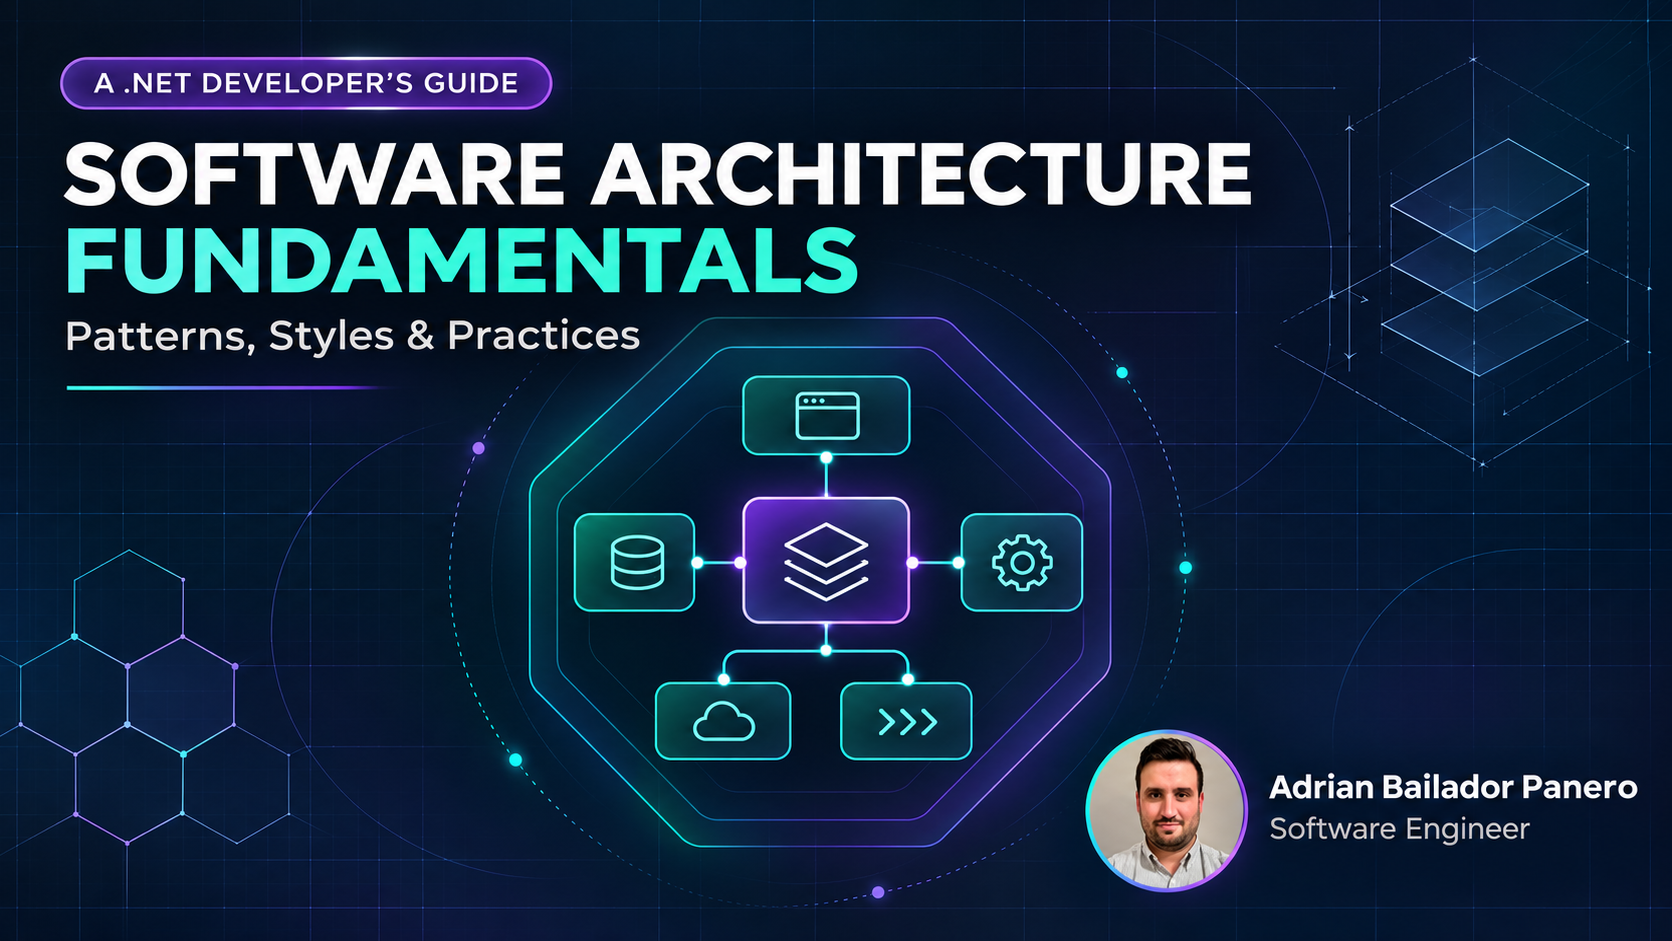 A .NET DEVELOPER’S GUIDE
SOFTWARE ARCHITECTURE
FUNDAMENTALS
Patterns, Styles & Practices
Adrian Bailador Panero
Software Engineer